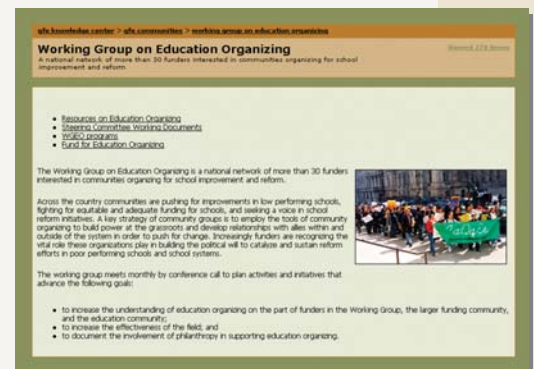 gfe knowledge center > gfe communities > working group on education organizing
Working Group on Education Organizing
A national network of more than 30 funders interested in communities organizing for school
improvement and reform
Resources on Education Organizing
Steering Committee Working Documents
WGEO programs
Fund for Education Organizing
The Working Group on Education Organizing is a national network of more than 30 funders
interested in communities organizing for school improvement and reform.
Across the country communities are pushing for improvements in low performing schools,
fighting for equitable and adequate funding for schools, and seeking a voice in school
reform initiatives. A key strategy of community groups is to employ the tools of community
organizing to build power at the grassroots and develop relationships with allies within and
outside of the system in order to push for change. Increasingly funders are recognizing the
vital role these organizations play in building the political will to catalyze and sustain reform
efforts in poor performing schools and school systems.
The working group meets monthly by conference call to plan activities and initiatives that
advance the following goals:
to increase the understanding of education organizing on the part of funders in the Working Group, the larger funding community,
and the education community;
to increase the effectiveness of the field; and
to document the involvement of philanthropy in supporting education organizing.